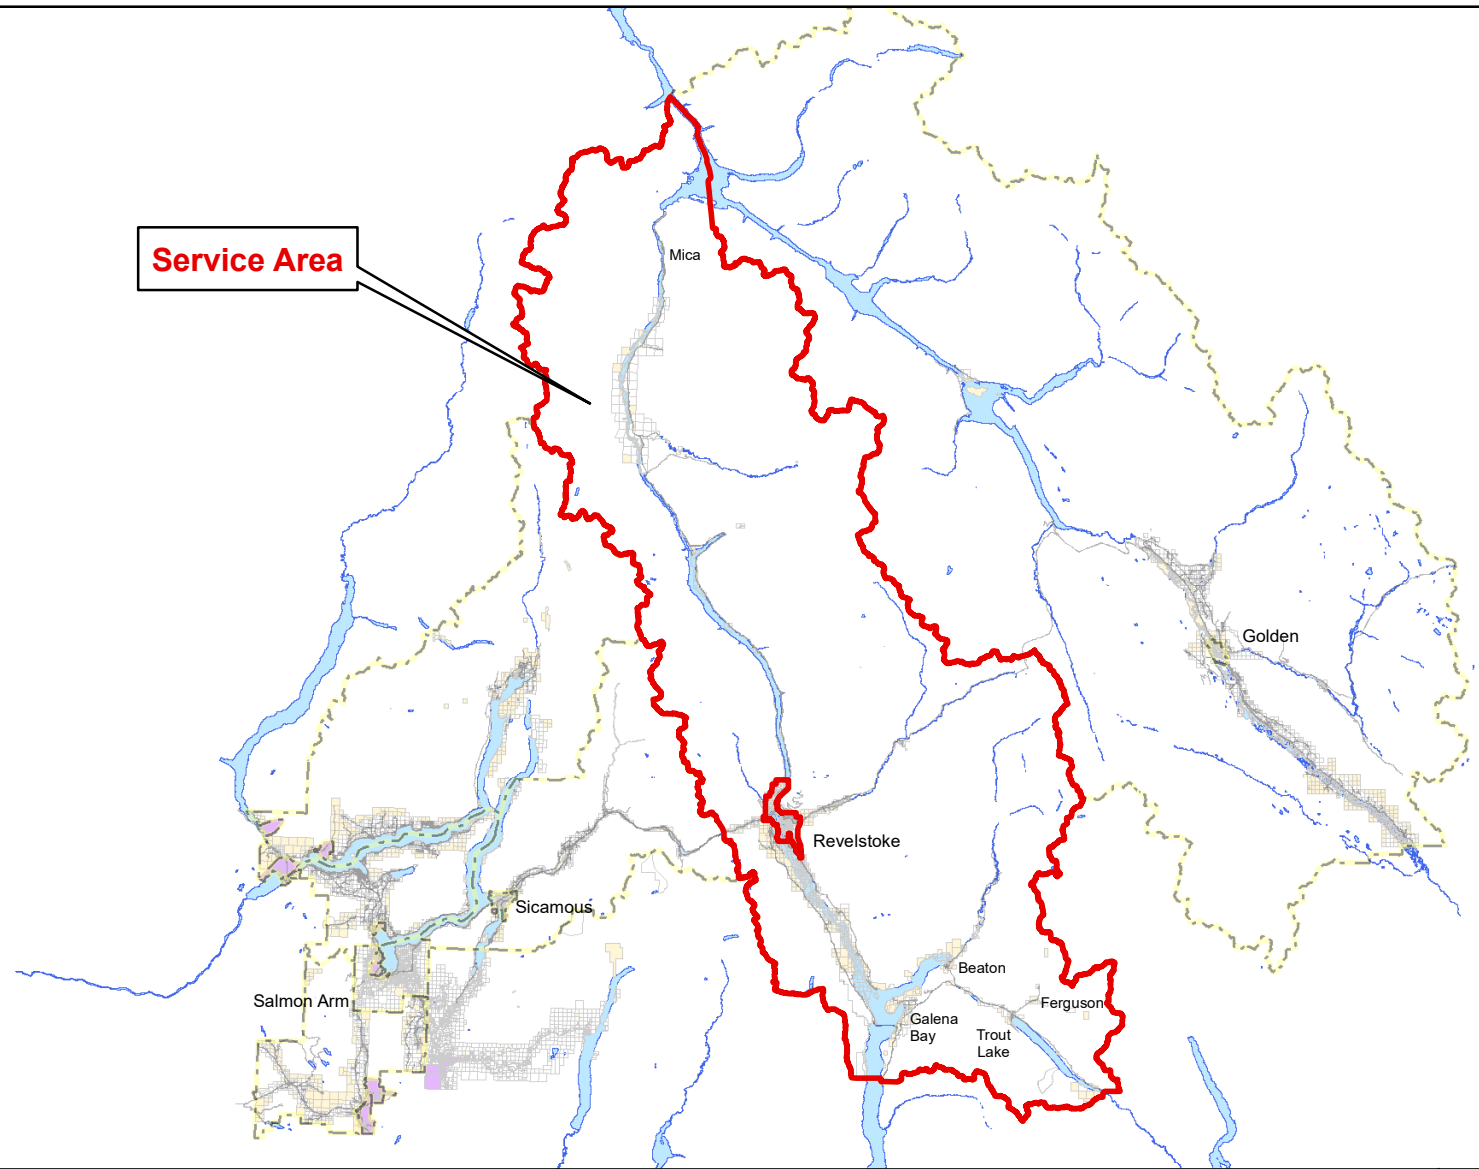 Service Area
Mica
Golden
Revelstoke
Sicamous
Beaton
Salmon Arm
Ferguson
Galena
Bay
Trout
Lake